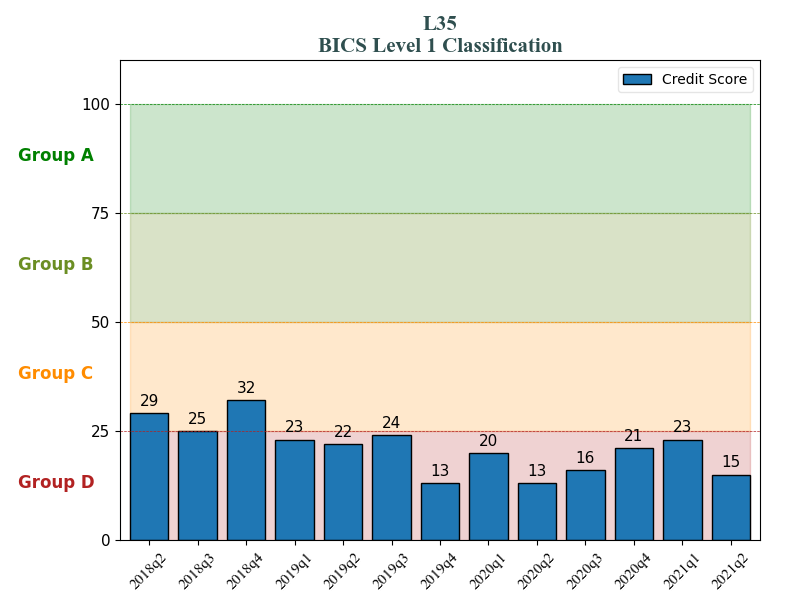 L35
BICS Level 1 Classification
Credit Score
100
Group A
75
Group B
50
Group C
25
Group D
0
29
25
32
23
22
24
13
20
13
16
21
23
15
2018q2
2018q3
2018q4
2019q1
2019q2
2019q3
2019q4
2020q1
2020q2
2020q3
2020q4
2021q1
2021q2